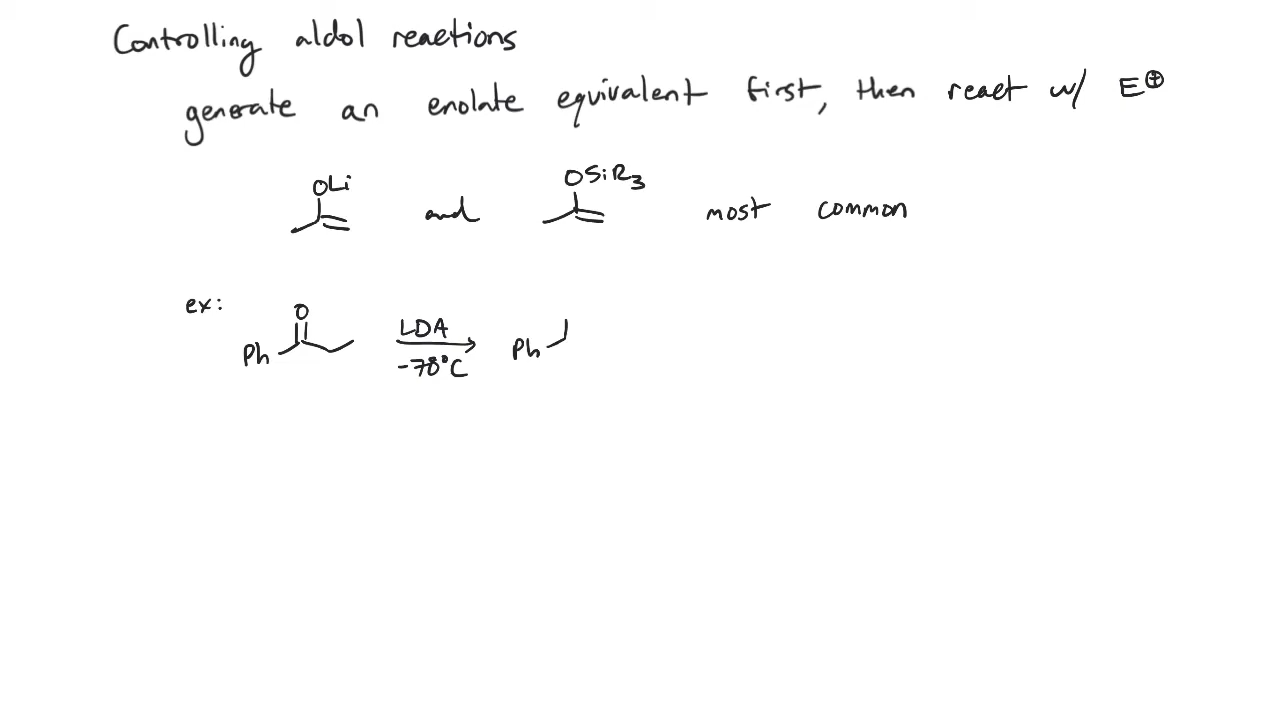 Controlling aldol reactions
generate an enolate equivalent first, then react w/ E⊕
OLi and OSiR3 most common
ex:
O
Ph LDA Ph
-78°C